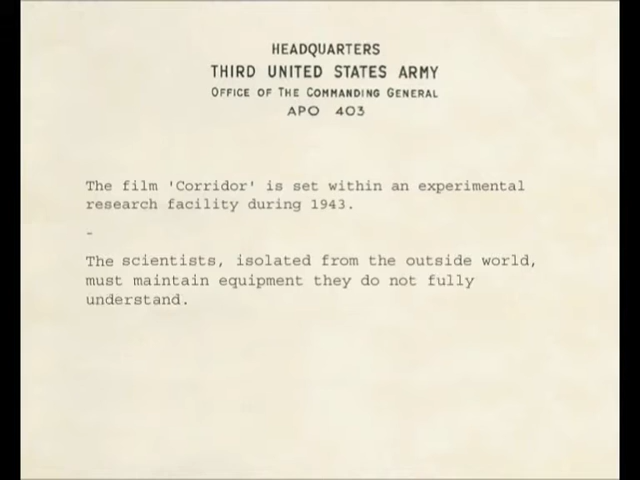 HEADQUARTERS
THIRD UNITED STATES ARMY
OFFICE OF THE COMMANDING GENERAL
APO 403
The film 'Corridor' is set within an experimental
research facility during 1943.
-
The scientists, isolated from the outside world,
must maintain equipment they do not fully
understand.